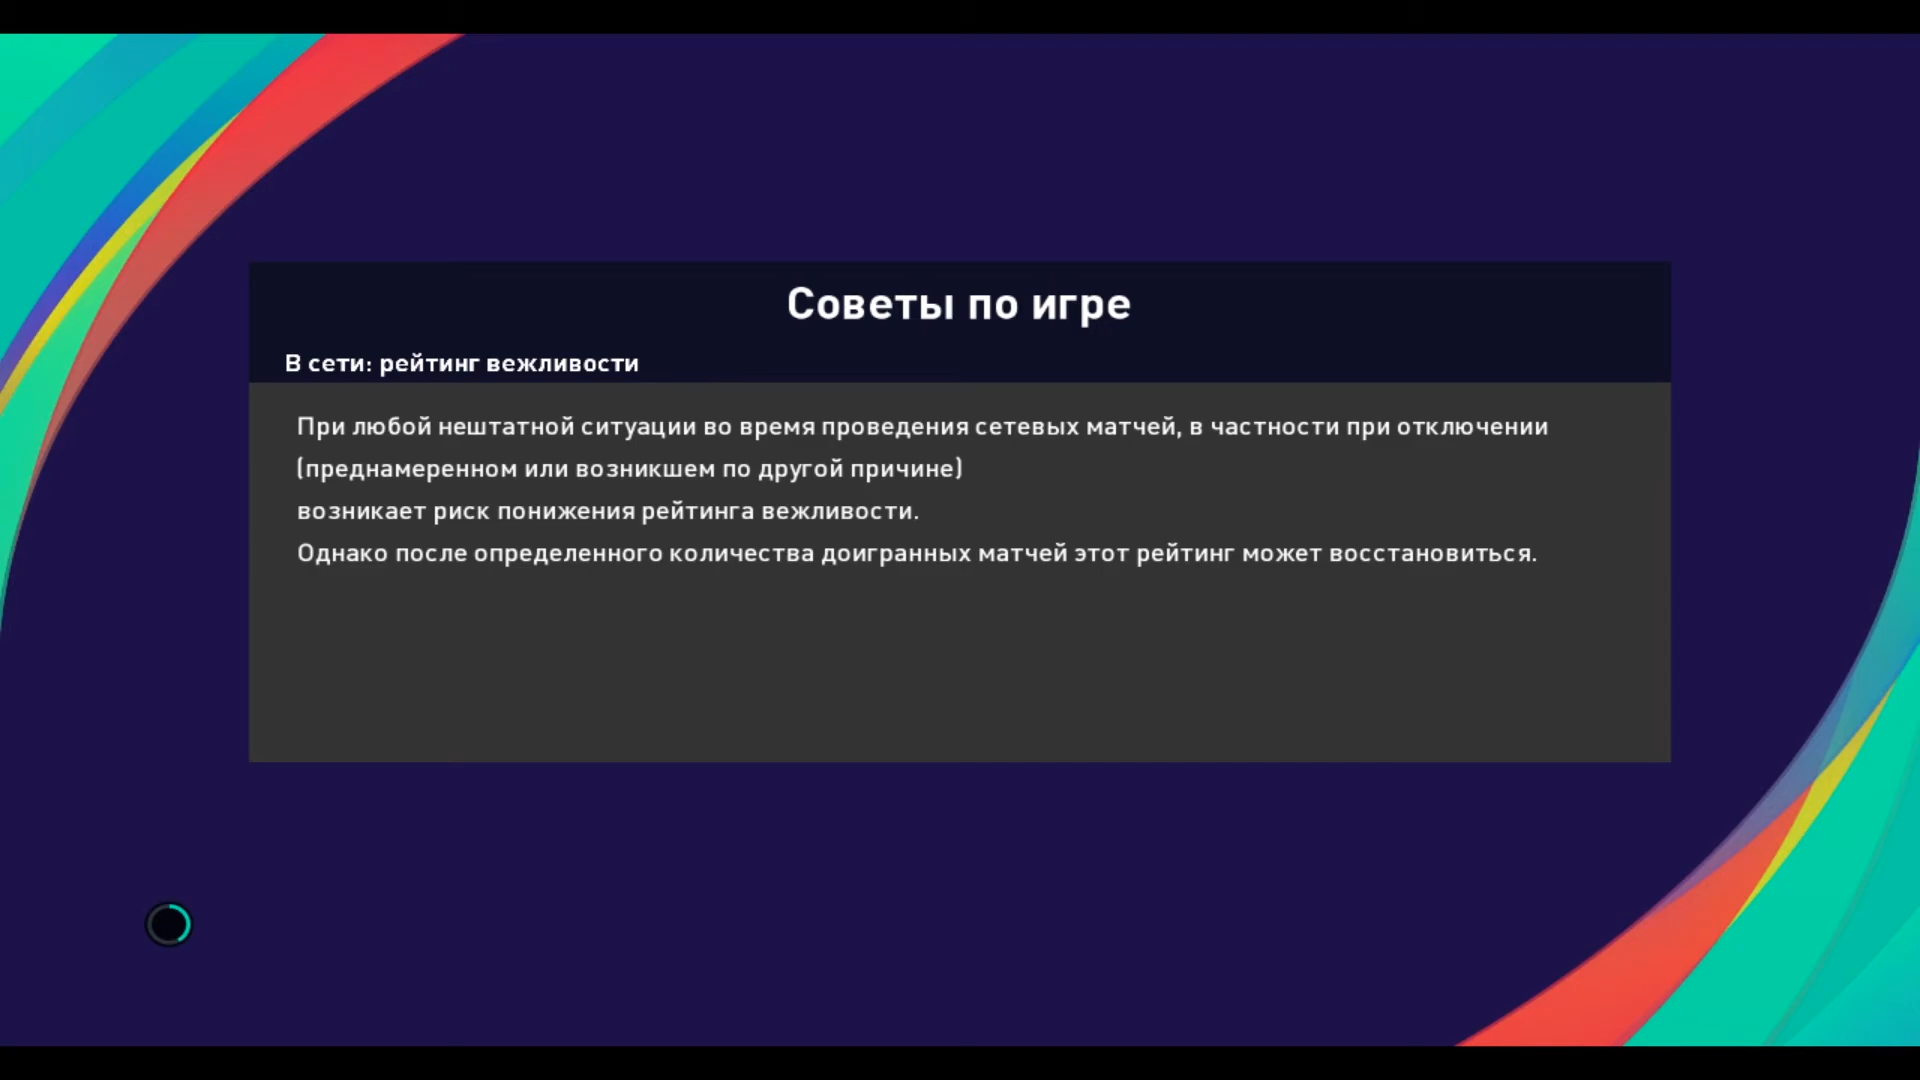 Советы по игре
В сети: рейтинг вежливости
При любой нештатной ситуации во время проведения сетевых матчей, в частности при отключении
(преднамеренном или возникшем по другой причине)
возникает риск понижения рейтинга вежливости.
Однако после определенного количества доигранных матчей этот рейтинг может восстановиться.